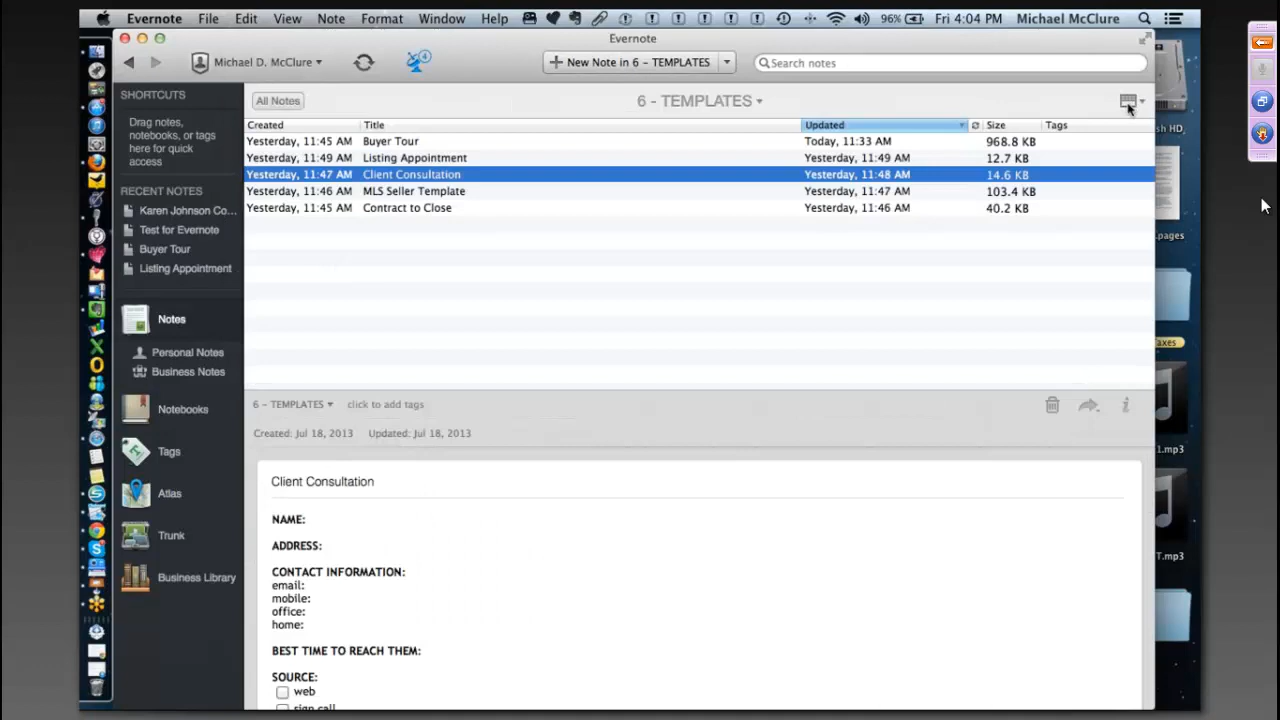 Evernote File Edit View Note Format Window Help 96% Fri 4:04 PM Michael McClure
Evernote
Michael D. McClure 4 New Note in 6 - TEMPLATES Search notes
SHORTCUTS
Drag notes,
notebooks, or tags
here for quick
access
RECENT NOTES
Karen Johnson Co...
Test for Evernote
Buyer Tour
Listing Appointment
Notes
Personal Notes
Business Notes
Notebooks
Tags
Atlas
Trunk
Business Library
All Notes 6 - TEMPLATES
Created Title Updated Size Tags
Yesterday, 11:45 AM Buyer Tour Today, 11:33 AM 968.8 KB
Yesterday, 11:49 AM Listing Appointment Yesterday, 11:49 AM 12.7 KB
Yesterday, 11:47 AM Client Consultation Yesterday, 11:48 AM 14.6 KB
Yesterday, 11:46 AM MLS Seller Template Yesterday, 11:47 AM 103.4 KB
Yesterday, 11:45 AM Contract to Close Yesterday, 11:46 AM 40.2 KB
6 - TEMPLATES click to add tags
Created: Jul 18, 2013 Updated: Jul 18, 2013
Client Consultation
NAME:
ADDRESS:
CONTACT INFORMATION:
email:
mobile:
office:
home:
BEST TIME TO REACH THEM:
SOURCE:
web
sign call
sh HD
.pages
axes
1.mp3
T.mp3